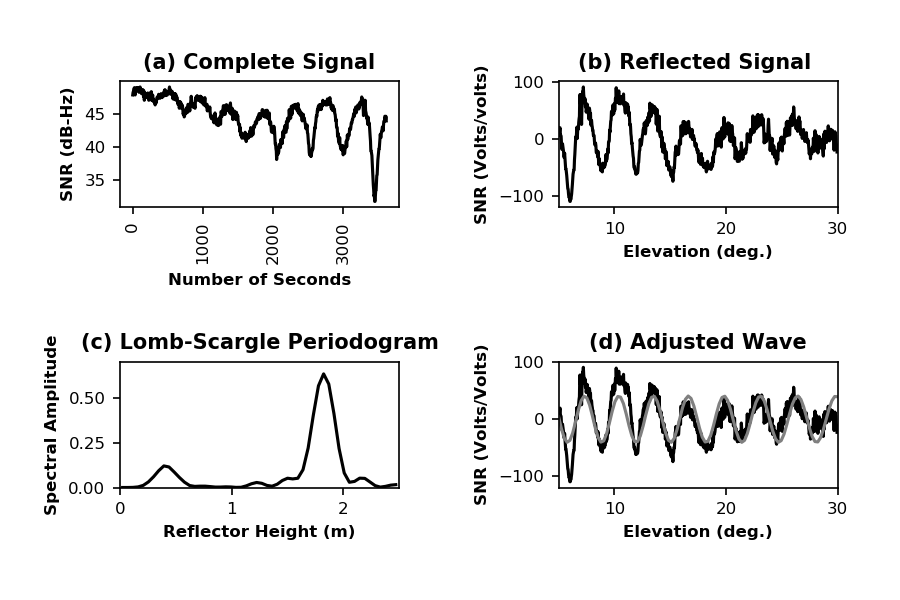 (a) Complete Signal
SNR (dB-Hz)
45
40
35
0
1000
2000
3000
Number of Seconds
(b) Reflected Signal
SNR (Volts/volts)
100
0
−100
10
20
30
Elevation (deg.)
(c) Lomb-Scargle Periodogram
Spectral Amplitude
0.50
0.25
0.00
0
1
2
Reflector Height (m)
(d) Adjusted Wave
SNR (Volts/Volts)
100
0
−100
10
20
30
Elevation (deg.)